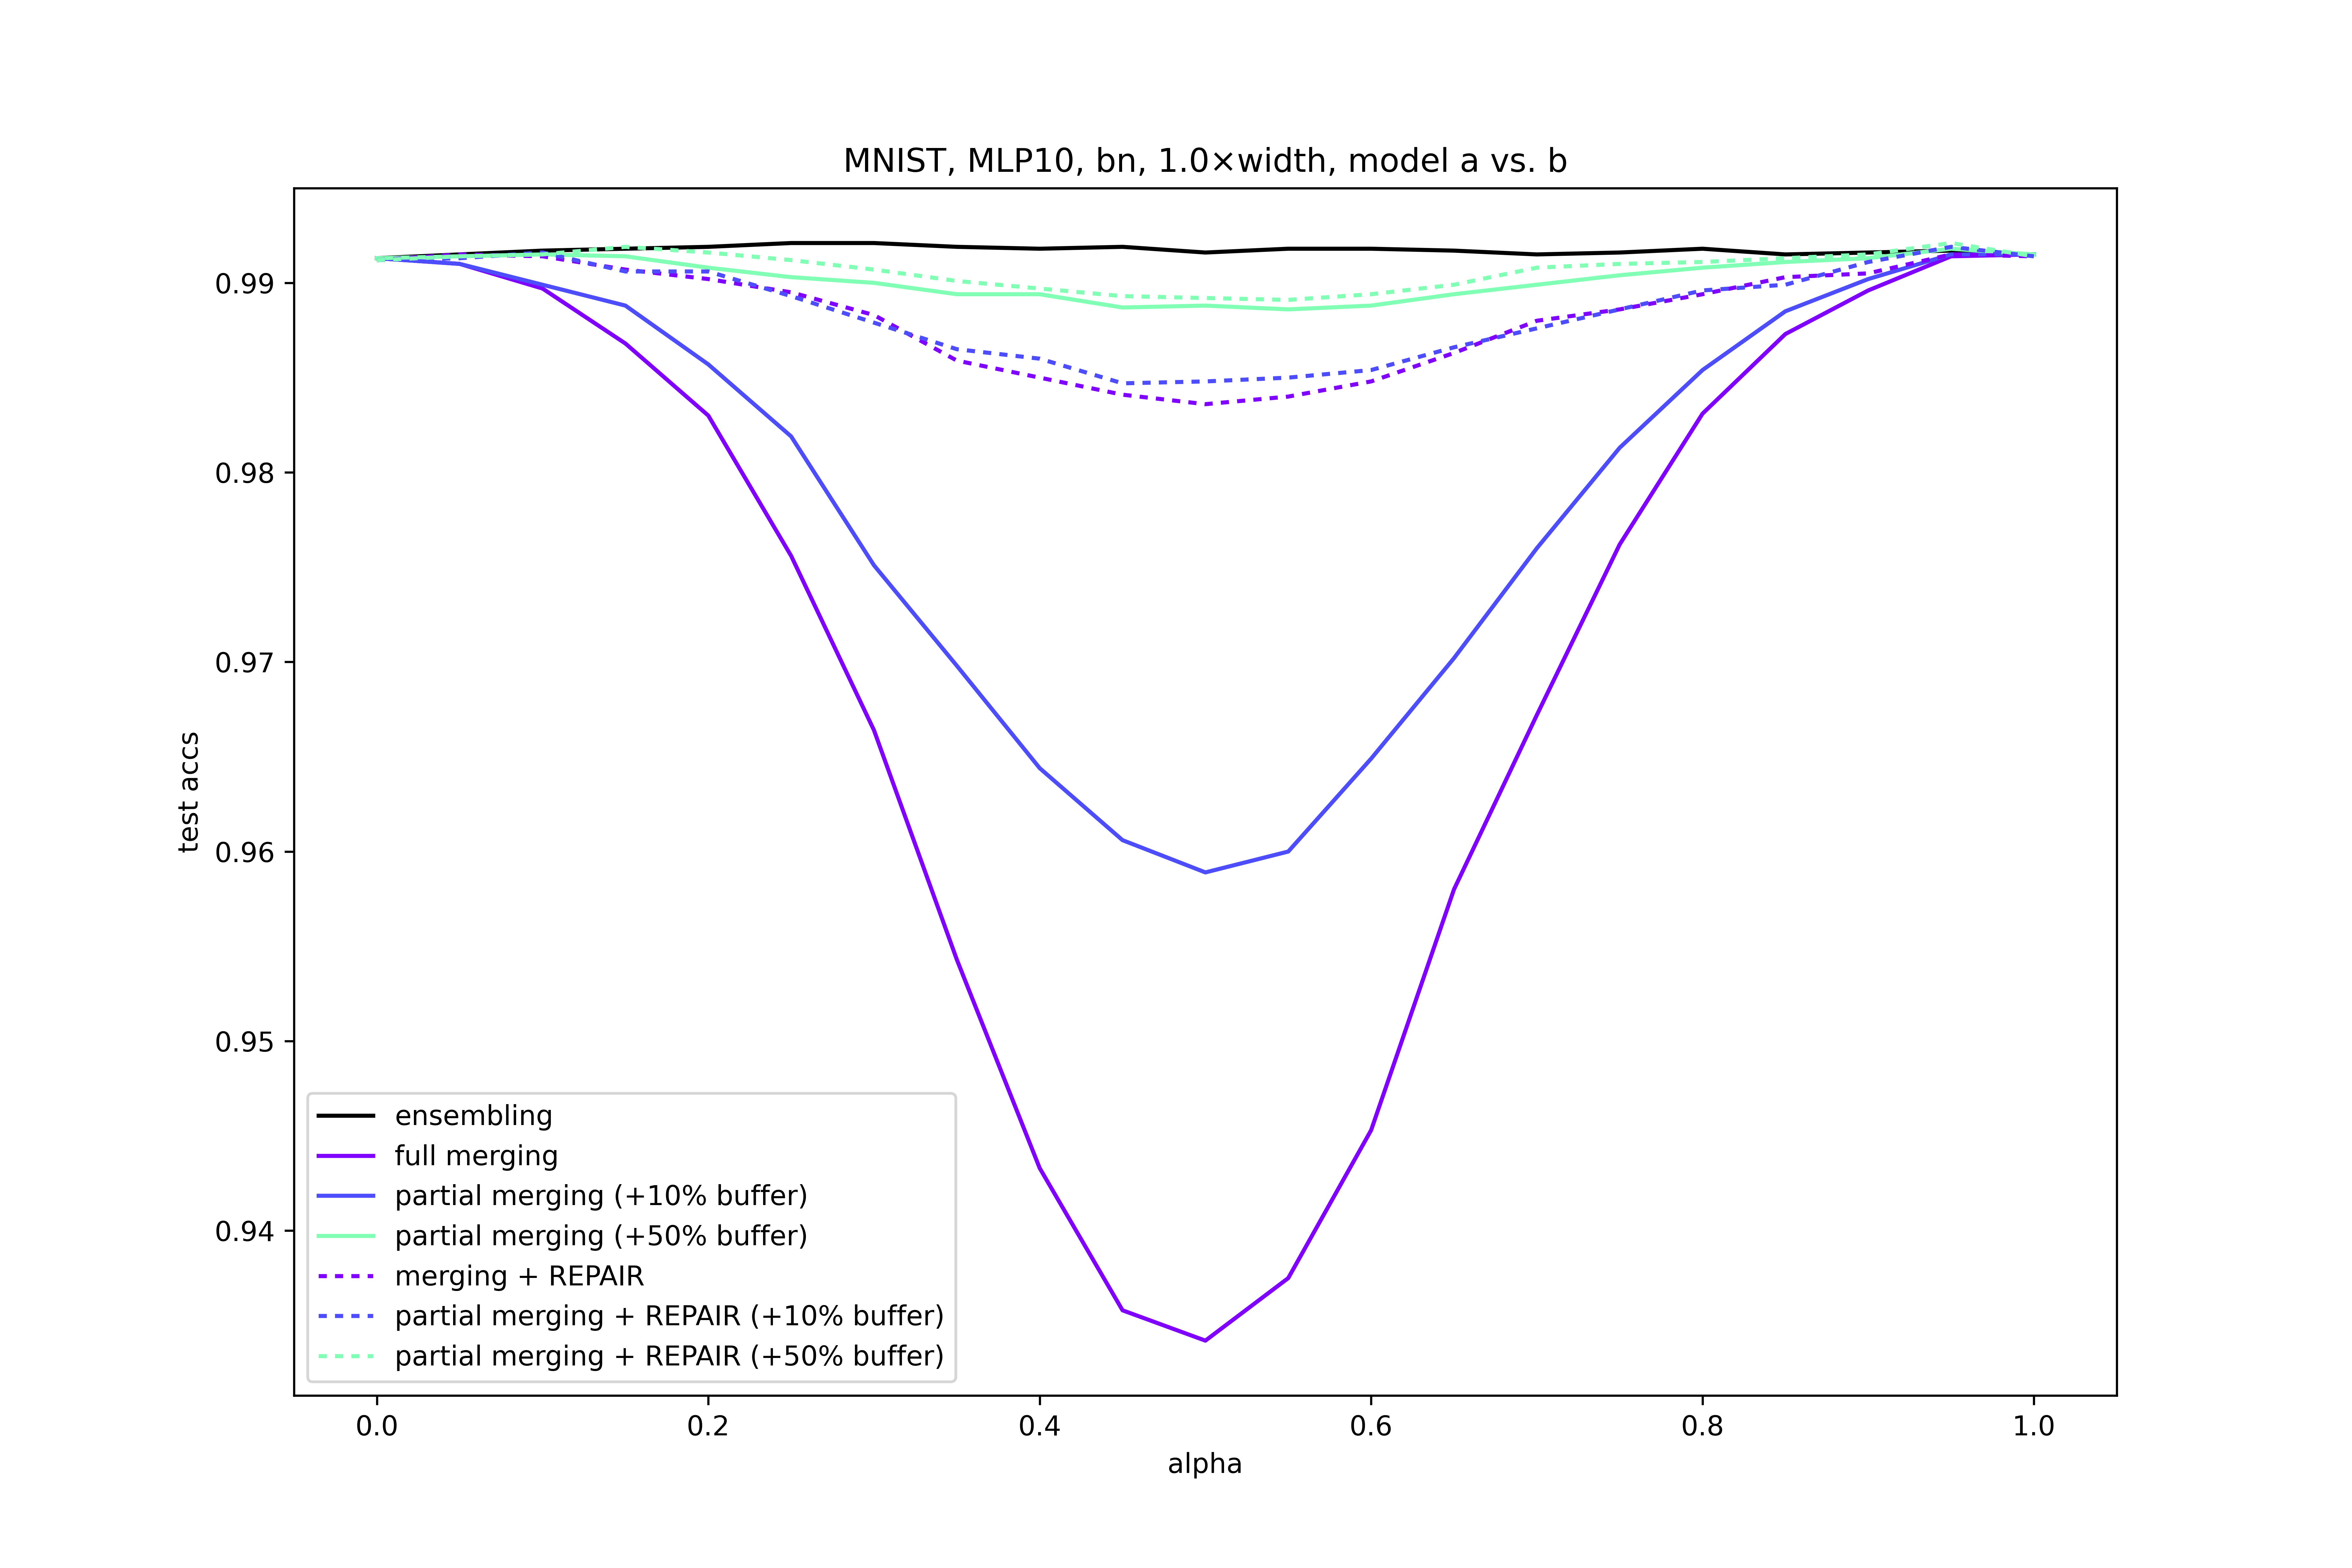 MNIST, MLP10, bn, 1.0×width, model a vs. b
test accs
0.99
0.98
0.97
0.96
0.95
0.94
ensembling
full merging
partial merging (+10% buffer)
partial merging (+50% buffer)
merging + REPAIR
partial merging + REPAIR (+10% buffer)
partial merging + REPAIR (+50% buffer)
0.0 0.2 0.4 0.6 0.8 1.0
alpha